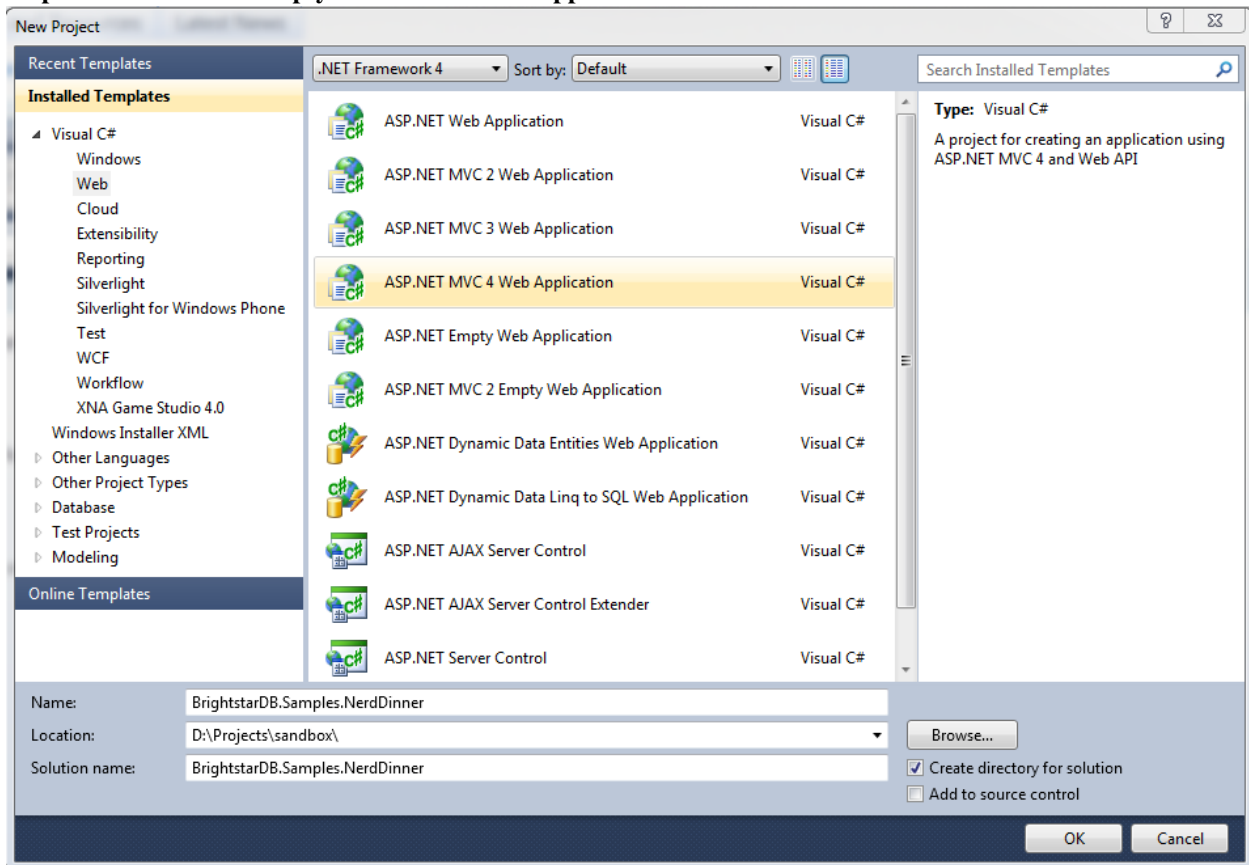 New Project
Recent Templates
.NET Framework 4
Sort by: Default
Search Installed Templates
Installed Templates
Visual C#
Windows
Web
Cloud
Extensibility
Reporting
Silverlight
Silverlight for Windows Phone
Test
WCF
Workflow
XNA Game Studio 4.0
Windows Installer XML
Other Languages
Other Project Types
Database
Test Projects
Modeling
Online Templates
ASP.NET Web Application Visual C#
ASP.NET MVC 2 Web Application Visual C#
ASP.NET MVC 3 Web Application Visual C#
ASP.NET MVC 4 Web Application Visual C#
ASP.NET Empty Web Application Visual C#
ASP.NET MVC 2 Empty Web Application Visual C#
ASP.NET Dynamic Data Entities Web Application Visual C#
ASP.NET Dynamic Data Linq to SQL Web Application Visual C#
ASP.NET AJAX Server Control Visual C#
ASP.NET AJAX Server Control Extender Visual C#
ASP.NET Server Control Visual C#
Type: Visual C#
A project for creating an application using
ASP.NET MVC 4 and Web API
Name: BrightstarDB.Samples.NerdDinner
Location: D:\Projects\sandbox\
Browse...
Solution name: BrightstarDB.Samples.NerdDinner
Create directory for solution
Add to source control
OK Cancel